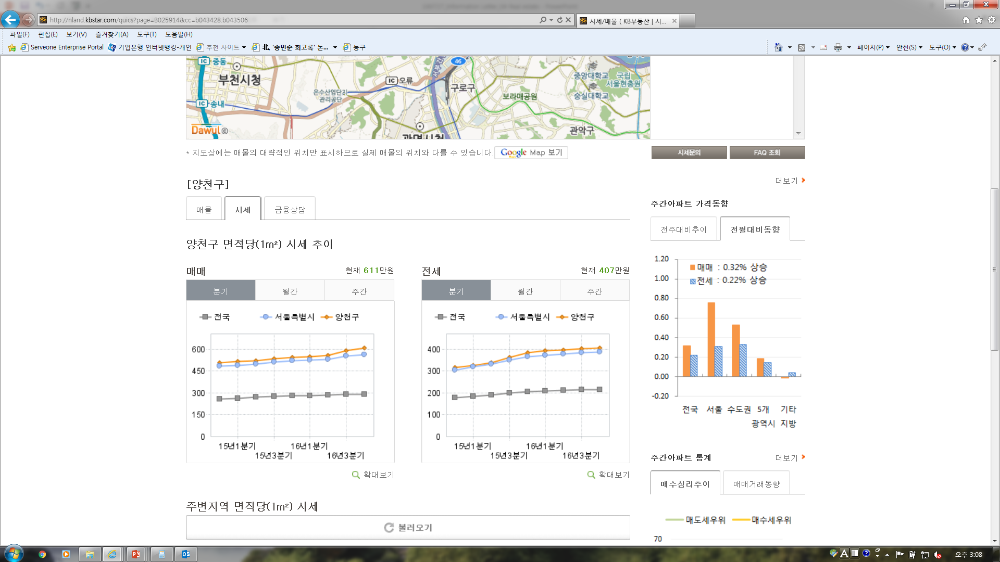 http://nland.kbstar.com/quics?page=B025914&cc=b043428:b043506
시세/매물 ( KB부동산 | 시...
파일(F) 편집(E) 보기(V) 즐겨찾기(A) 도구(T) 도움말(H)
Serveone Enterprise Portal 기업은행 인터넷뱅킹-개인 추천 사이트 北, '송민순 회고록' 논... 농구
페이지(P) 안전(S) 도구(O)
IC 중동
부천시청
온수산업단지
관리공단
IC 오류
46
구로구
보라매공원
중앙대학교
국립
서울현충원
숭실대학교
IC 송내
Dawul ©
광명시청
관악구
* 지도상에는 매물의 대략적인 위치만 표시하므로 실제 매물의 위치와 다를 수 있습니다.
Google Map 보기
시세문의
FAQ 조회
[양천구]
매물 시세 금융상담
양천구 면적당(1m²) 시세 추이
매매 현재 611만원
분기 월간 주간
전국 서울특별시 양천구
600
450
300
150
0
15년1분기 16년1분기
15년3분기 16년3분기
확대보기
전세 현재 407만원
분기 월간 주간
전국 서울특별시 양천구
400
300
200
100
0
15년1분기 16년1분기
15년3분기 16년3분기
확대보기
주변지역 면적당(1m²) 시세
불러오기
더보기
주간아파트 가격동향
전주대비추이 전월대비동향
매매 : 0.32% 상승
전세 : 0.22% 상승
1.20
1.00
0.80
0.60
0.40
0.20
0.00
-0.20
전국 서울 수도권 5개 기타
광역시 지방
주간아파트 통계 더보기
매수심리추이 매매거래동향
매도세우위 매수세우위
70
오후 3:08